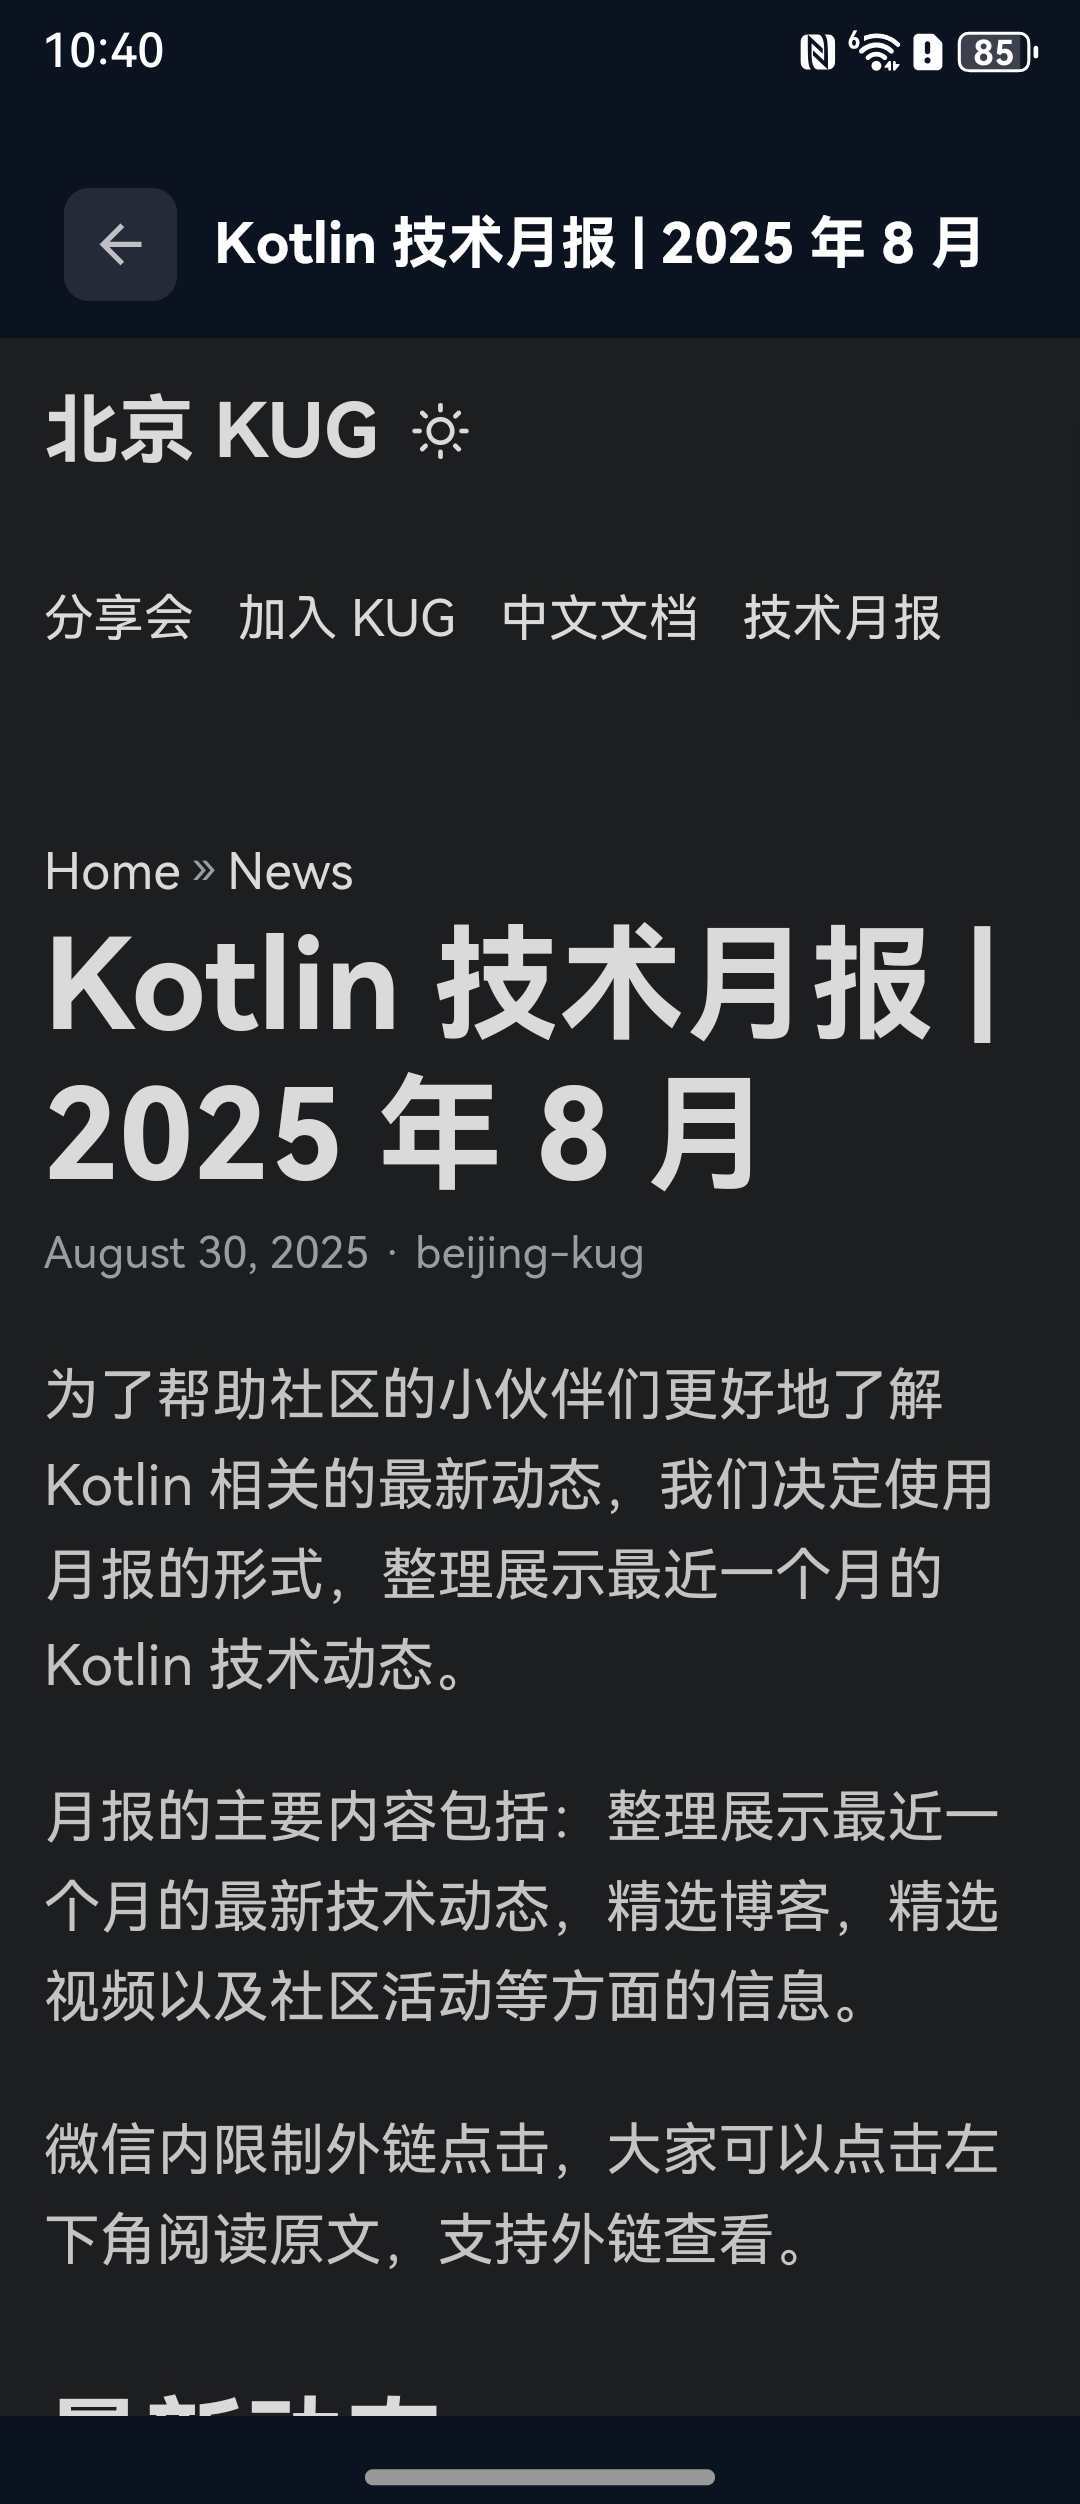 10:40
6
85
Kotlin 技术月报 | 2025 年 8 月
北京 KUG
分享会 加入 KUG 中文文档 技术月报
Home » News
Kotlin 技术月报 |
2025 年 8 月
August 30, 2025 · beijing-kug
为了帮助社区的小伙伴们更好地了解
Kotlin 相关的最新动态，我们决定使用
月报的形式，整理展示最近一个月的
Kotlin 技术动态。
月报的主要内容包括：整理展示最近一
个月的最新技术动态，精选博客，精选
视频以及社区活动等方面的信息。
微信内限制外链点击，大家可以点击左
下角阅读原文，支持外链查看。